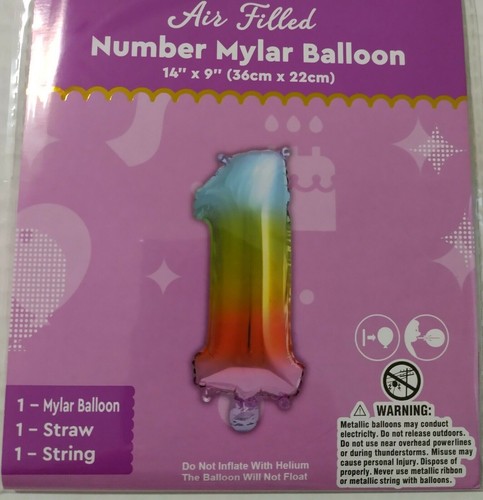 Air Filled
Number Mylar Balloon
14" x 9" (36cm x 22cm)
1 – Mylar Balloon
1 – Straw
1 – String
Do Not Inflate With Helium
The Balloon Will Not Float
WARNING:
Metallic balloons may conduct
electricity. Do not release outdoors.
Do not use near overhead powerlines
or during thunderstorms. Misuse may
cause personal injury. Dispose of
properly. Never use metallic ribbon
or metallic string with balloons.